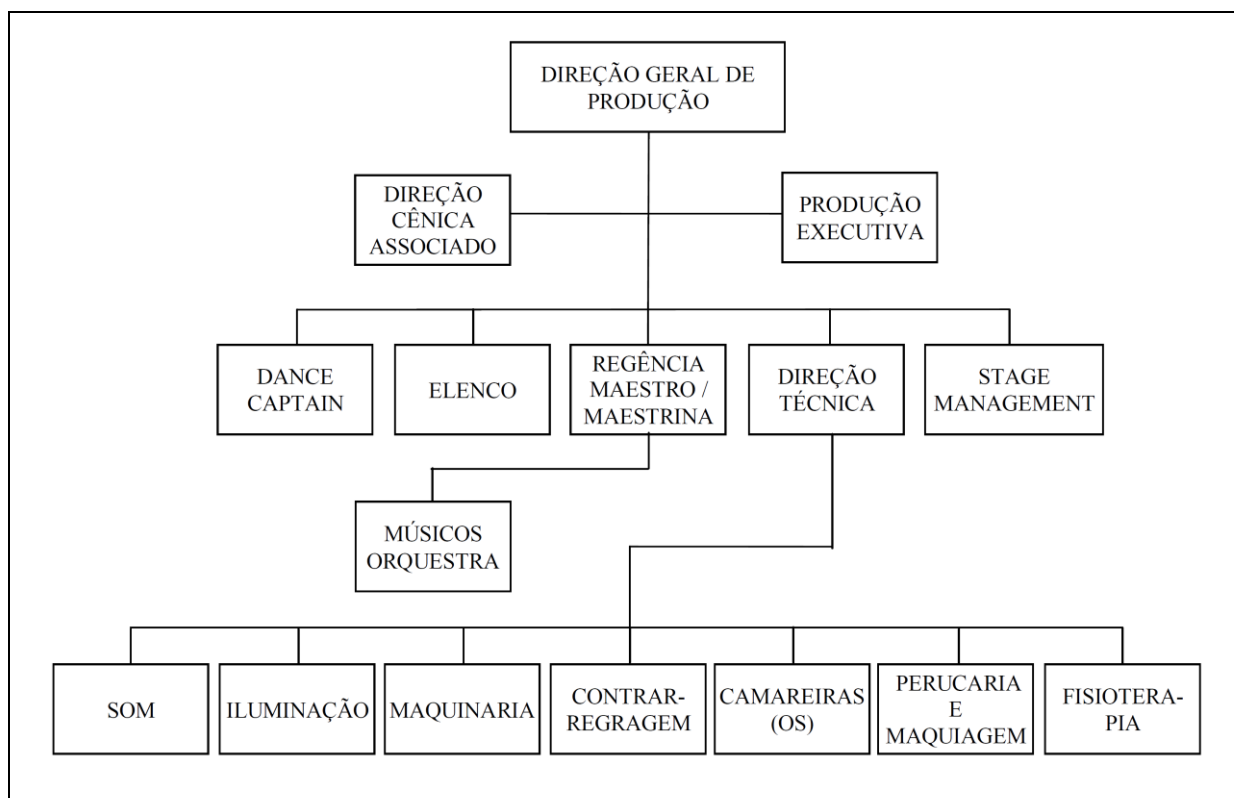 DIREÇÃO GERAL DE
PRODUÇÃO
DIREÇÃO
CÊNICA
ASSOCIADO
PRODUÇÃO
EXECUTIVA
DANCE
CAPTAIN
ELENCO
REGÊNCIA
MAESTRO /
MAESTRINA
DIREÇÃO
TÉCNICA
STAGE
MANAGEMENT
MÚSICOS
ORQUESTRA
SOM
ILUMINAÇÃO
MAQUINARIA
CONTRAR-
REGRAGEM
CAMAREIRAS
(OS)
PERUCARIA
E
MAQUIAGEM
FISIOTERA-
PIA